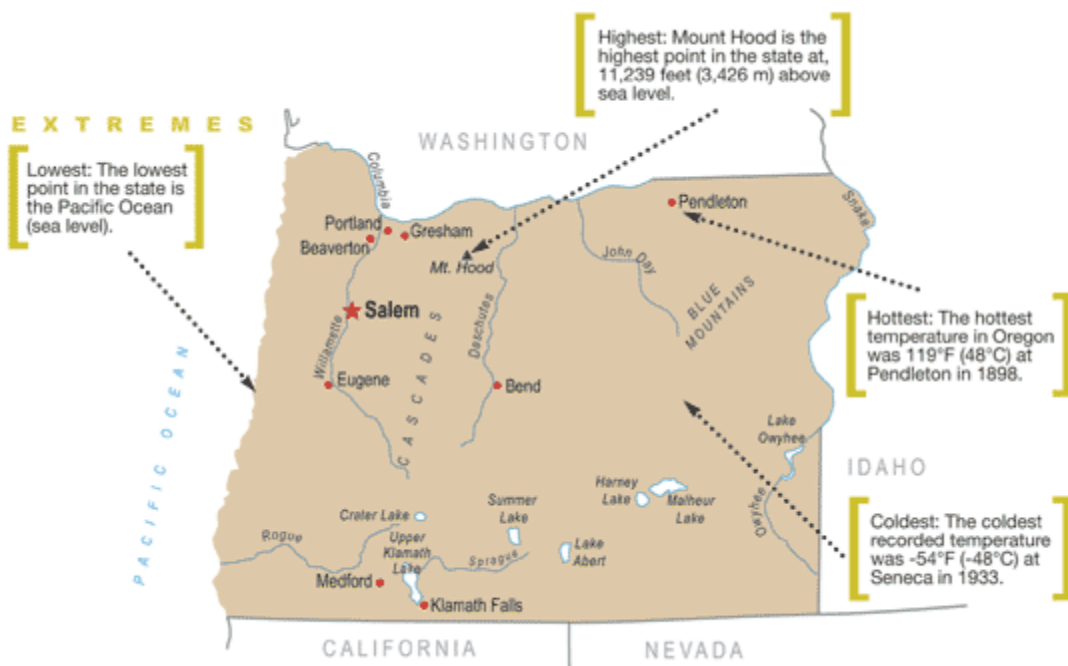 Highest: Mount Hood is the
highest point in the state at,
11,239 feet (3,426 m) above
sea level.
EXTREMES
Lowest: The lowest
point in the state is
the Pacific Ocean
(sea level).
WASHINGTON
Columbia
Snake
Pendleton
Portland
Gresham
Beaverton
Mt. Hood
John Day
BLUE
MOUNTAINS
Salem
Willamette
Daschutes
CASCADES
Hottest: The hottest
temperature in Oregon
was 119°F (48°C) at
Pendleton in 1898.
PACIFIC OCEAN
Eugene
Bend
Lake
Owyhee
IDAHO
Harney
Lake
Malheur
Lake
Owyhee
Summer
Lake
Crater Lake
Upper
Klamath
Lake
Rogue
Sprague
Lake
Abert
Coldest: The coldest
recorded temperature
was -54°F (-48°C) at
Seneca in 1933.
Medford
Klamath Falls
CALIFORNIA
NEVADA